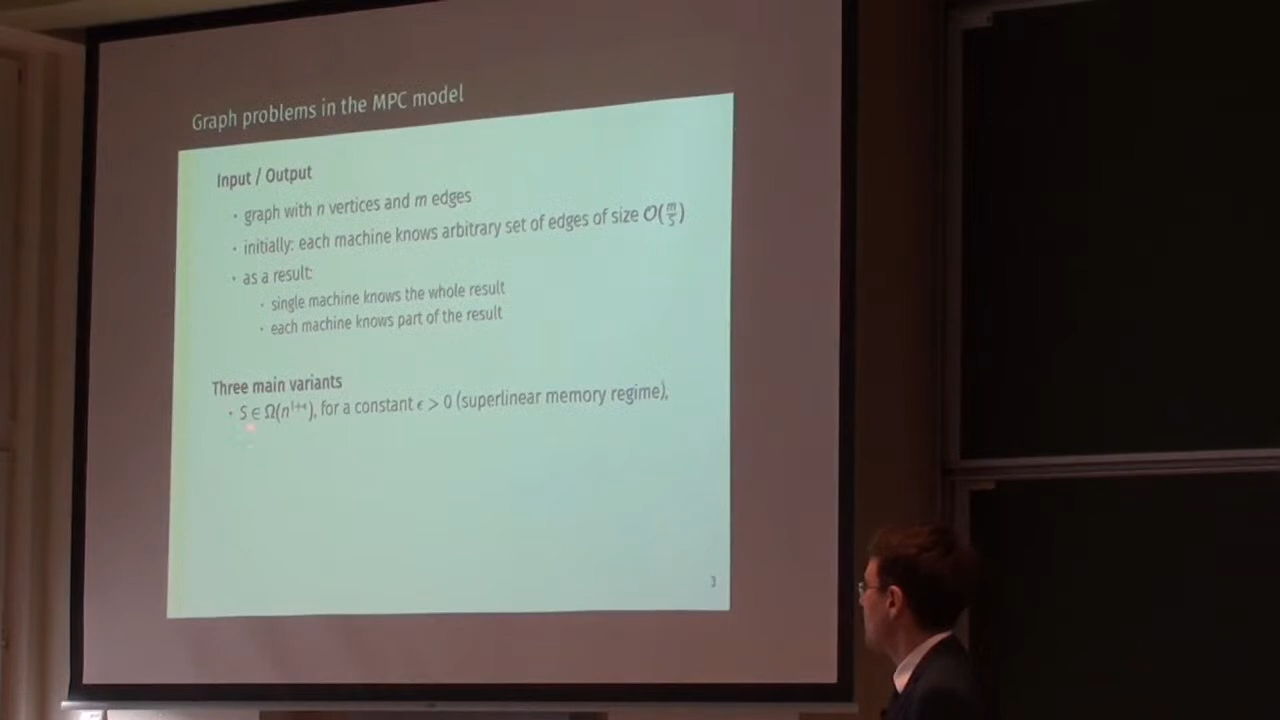 Graph problems in the MPC model
Input / Output
· graph with n vertices and m edges
· initially: each machine knows arbitrary set of edges of size O(m/S)
· as a result:
· single machine knows the whole result
· each machine knows part of the result
Three main variants
· S ∈ Ω(n^{1+ϵ}), for a constant ϵ > 0 (superlinear memory regime),
3